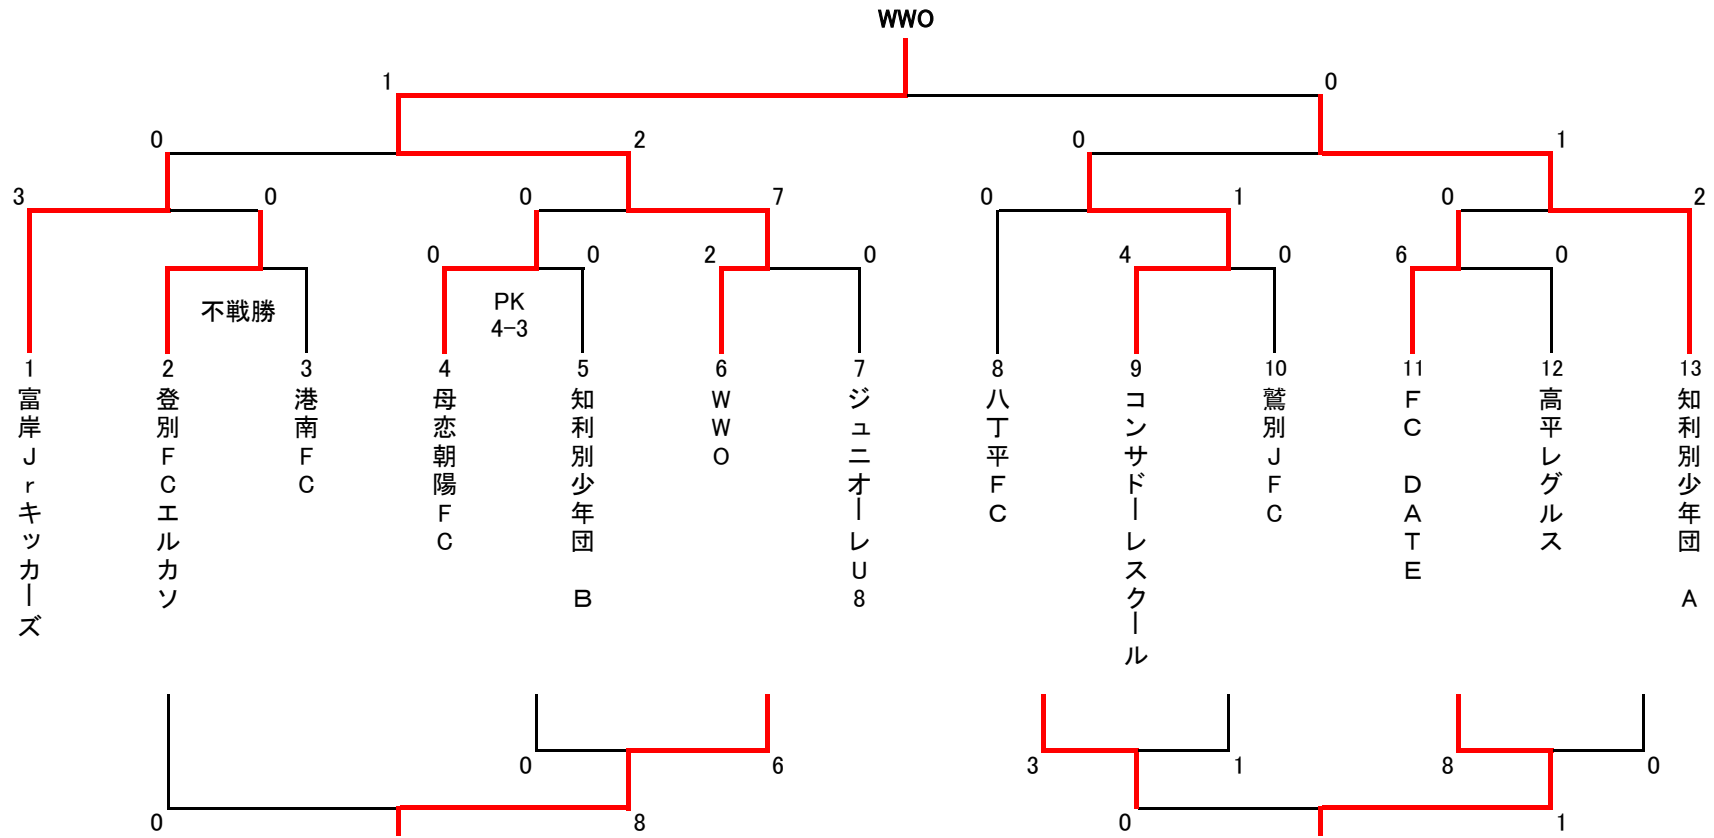 WWO
1 0
0 2 0 1
3 0 0 7 0 1 0 2
0 0 2 0 4 0 6 0
不戦勝
PK
4-3
1 2 3 4 5 6 7 8 9 10 11 12 13
富岸Jrキッカーズ
登別FCエルカソ
港南FC
母恋朝陽FC
知利別少年団 B
WWO
ジュニオーレU8
八丁平FC
コンサドーレスクール
鷲別JFC
FC DATE
高平レグルス
知利別少年団 A
0 6 3 1 8 0
0 8 0 1